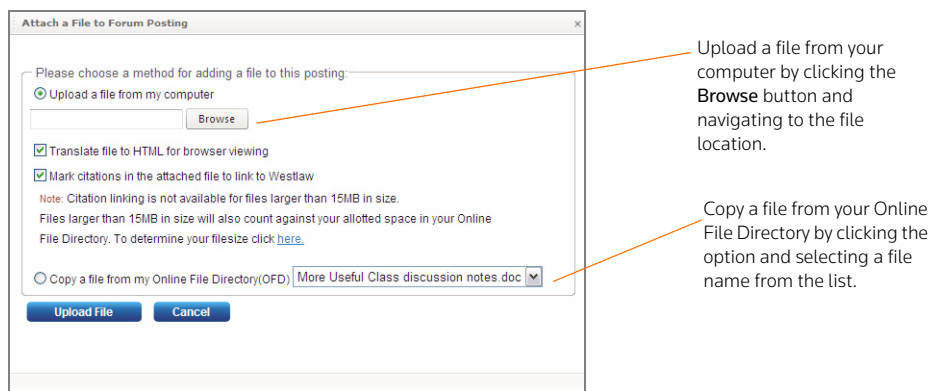 Attach a File to Forum Posting
x
Please choose a method for adding a file to this posting:
Upload a file from my computer
Browse
Translate file to HTML for browser viewing
Mark citations in the attached file to link to Westlaw
Note: Citation linking is not available for files larger than 15MB in size.
Files larger than 15MB in size will also count against your allotted space in your Online
File Directory. To determine your filesize click here.
Copy a file from my Online File Directory(OFD) More Useful Class discussion notes.doc
Upload File Cancel
Upload a file from your
computer by clicking the
Browse button and
navigating to the file
location.
Copy a file from your Online
File Directory by clicking the
option and selecting a file
name from the list.